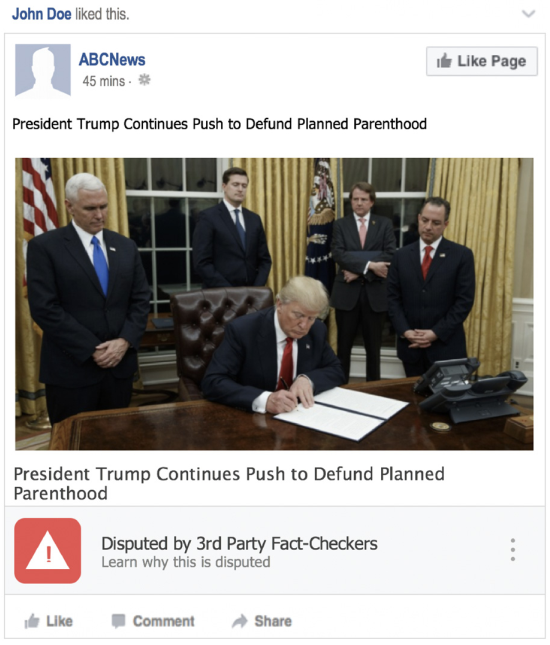 John Doe liked this.
ABCNews
45 mins ·
Like Page
President Trump Continues Push to Defund Planned Parenthood
President Trump Continues Push to Defund Planned
Parenthood
!
Disputed by 3rd Party Fact-Checkers
Learn why this is disputed
Like Comment Share